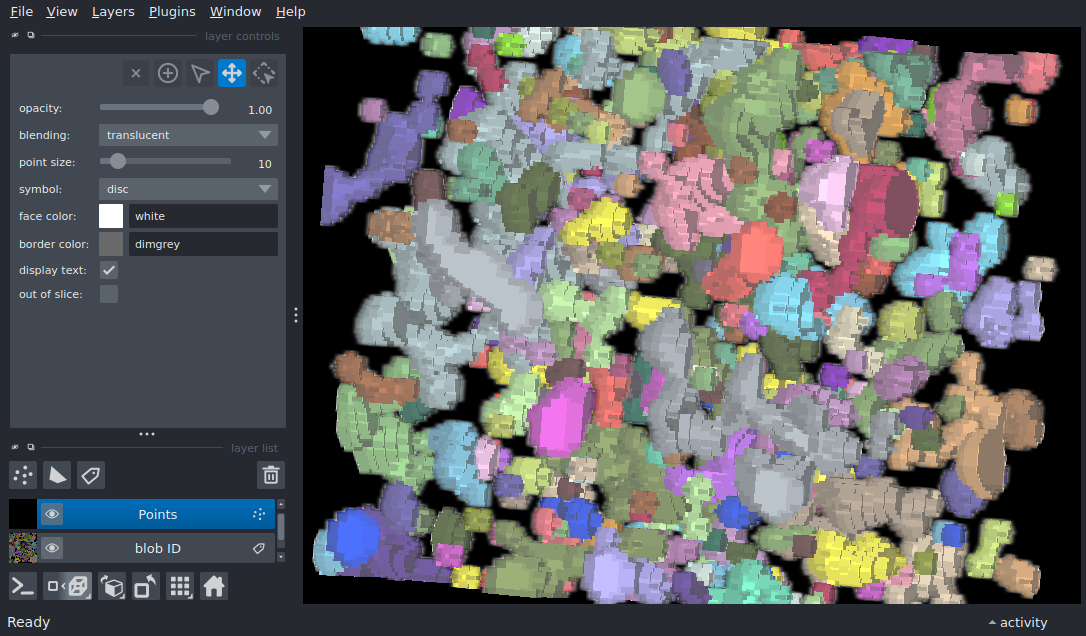 File View Layers Plugins Window Help
layer controls
opacity: 1.00
blending: translucent
point size: 10
symbol: disc
face color: white
border color: dimgrey
display text:
out of slice:
layer list
Points
blob ID
Ready activity